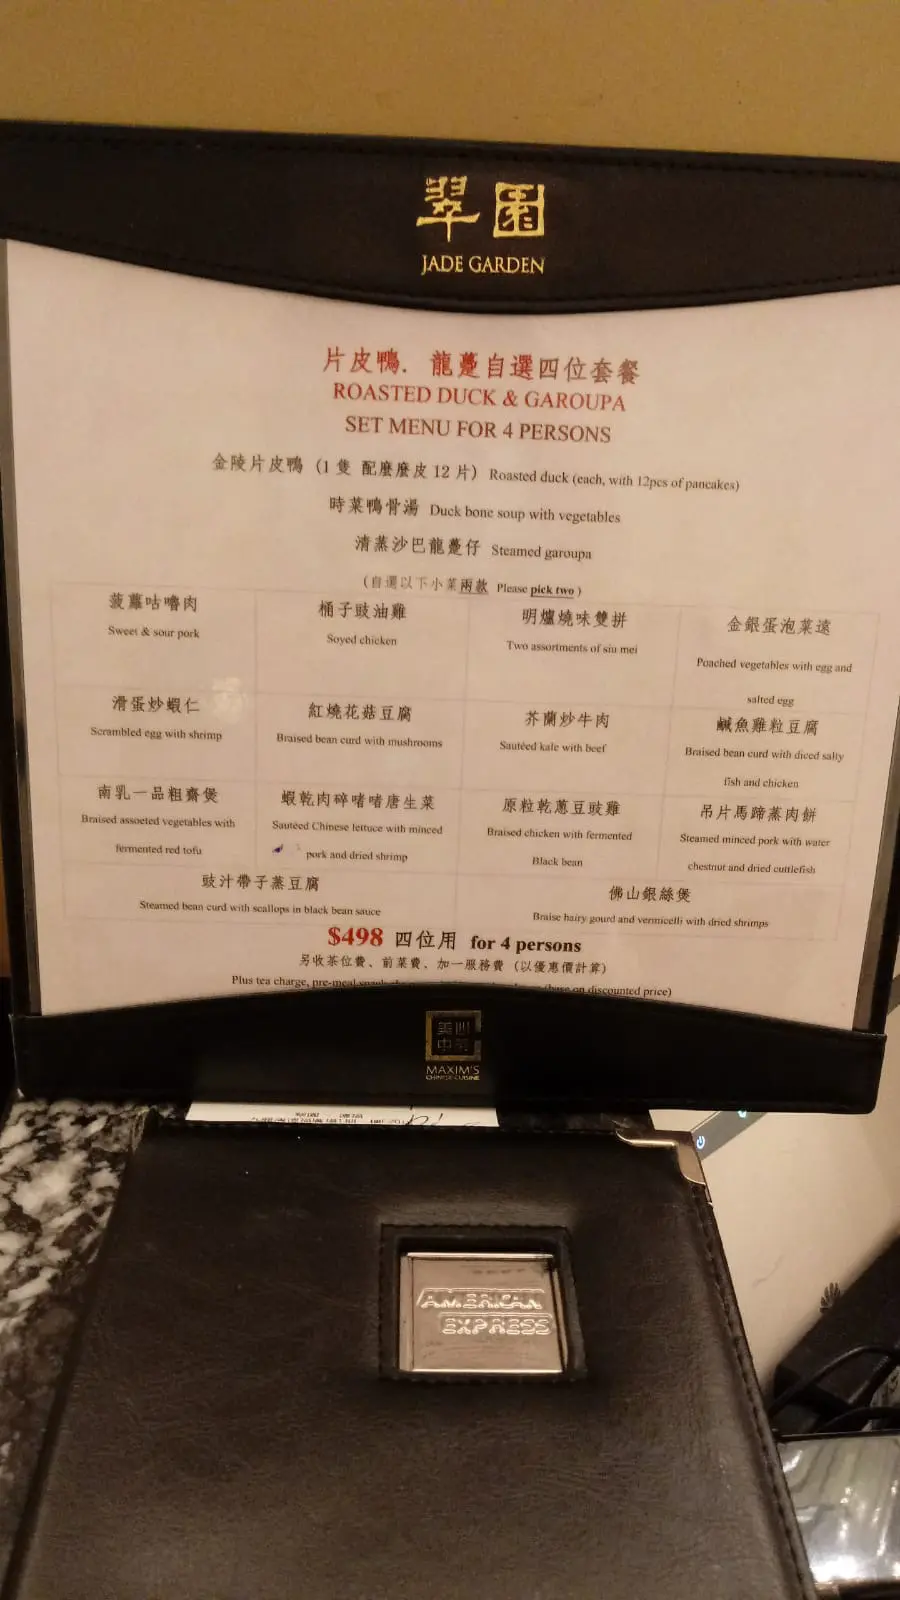 翠園
JADE GARDEN
片皮鴨．龍躉自選四位套餐
ROASTED DUCK & GAROUPA
SET MENU FOR 4 PERSONS
金陵片皮鴨 (1 隻 配麼麼皮 12 片) Roasted duck (each, with 12pcs of pancakes)
時菜鴨骨湯 Duck bone soup with vegetables
清蒸沙巴龍躉仔 Steamed garoupa
(自選以下小菜兩款 Please pick two)
菠蘿咕嚕肉
Sweet & sour pork
桶子豉油雞
Soyed chicken
明爐燒味雙拼
Two assortments of siu mei
金銀蛋泡菜遠
Poached vegetables with egg and
salted egg
滑蛋炒蝦仁
Scrambled egg with shrimp
紅燒花菇豆腐
Braised bean curd with mushrooms
芥蘭炒牛肉
Sautéed kale with beef
鹹魚雞粒豆腐
Braised bean curd with diced salty
fish and chicken
南乳一品粗齋煲
Braised assoeted vegetables with
fermented red tofu
蝦乾肉碎啫啫唐生菜
Sautéed Chinese lettuce with minced
pork and dried shrimp
原粒乾蔥豆豉雞
Braised chicken with fermented
Black bean
吊片馬蹄蒸肉餅
Steamed minced pork with water
chestnut and dried cuttlefish
豉汁帶子蒸豆腐
Steamed bean curd with scallops in black bean sauce
佛山銀絲煲
Braise hairy gourd and vermicelli with dried shrimps
$498 四位用 for 4 persons
另收茶位費、前菜費、加一服務費 (以優惠價計算)
Plus tea charge, pre-meal snack (base on discounted price)
美心中菜
MAXIM'S
CHINESE CUISINE
AMERICAN
EXPRESS